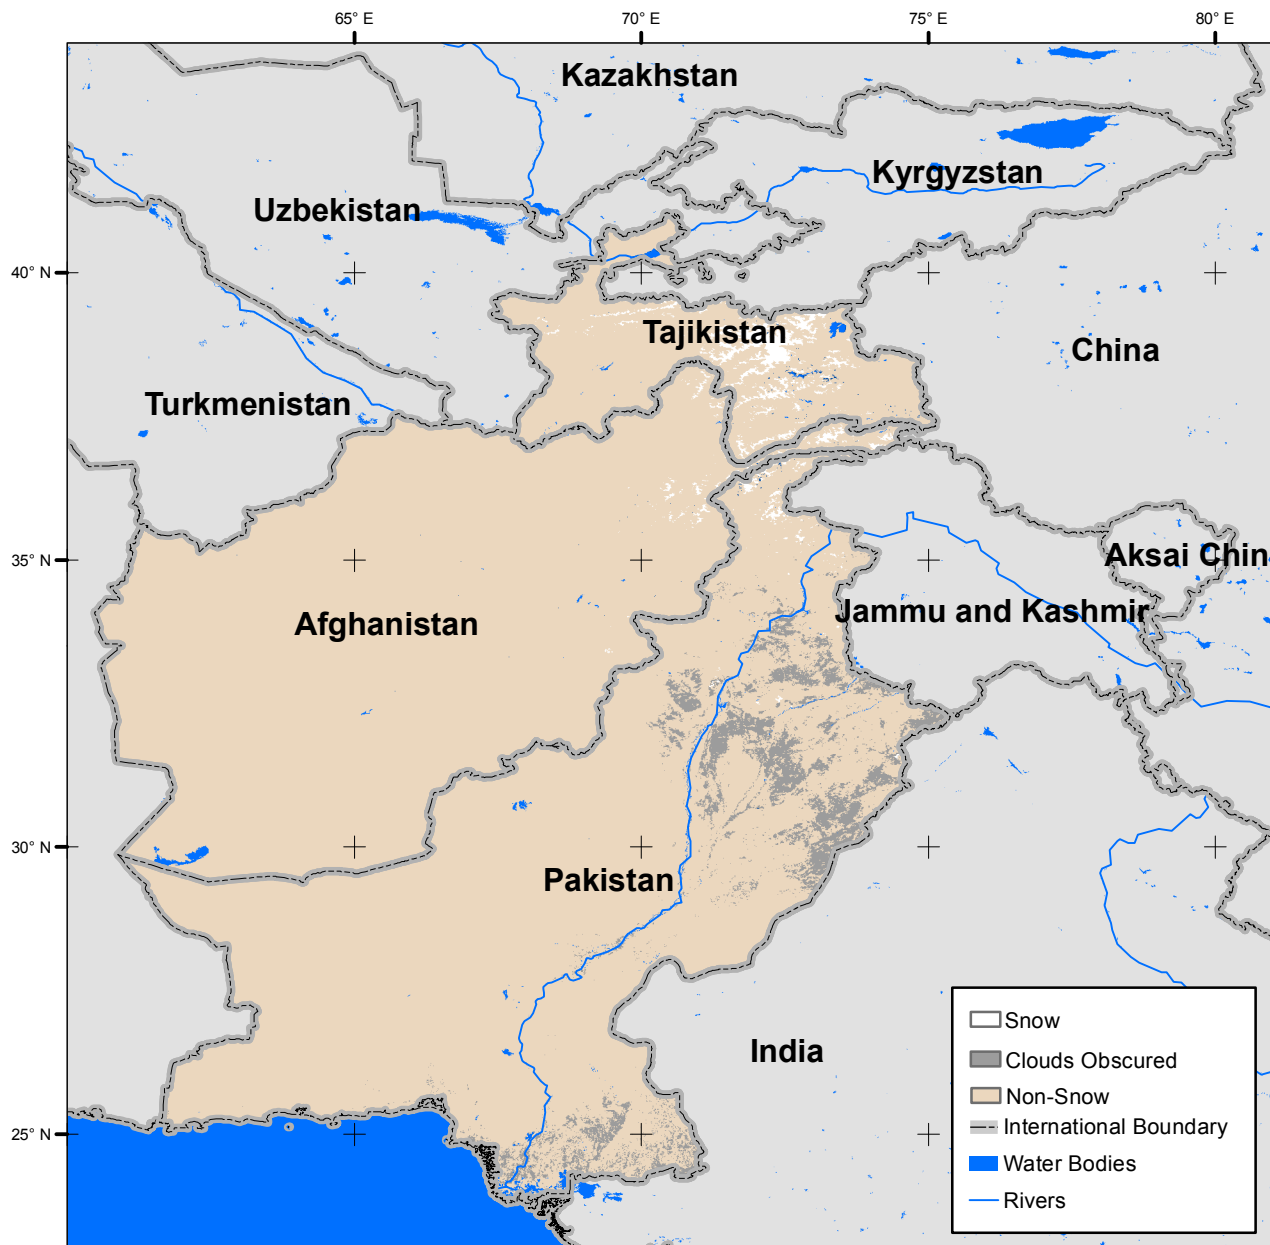 65° E
70° E
75° E
80° E
Kazakhstan
Kyrgyzstan
Uzbekistan
40° N
Tajikistan
China
Turkmenistan
35° N
Aksai Chin
Jammu and Kashmir
Afghanistan
30° N
Pakistan
India
25° N
Snow
Clouds Obscured
Non-Snow
International Boundary
Water Bodies
Rivers